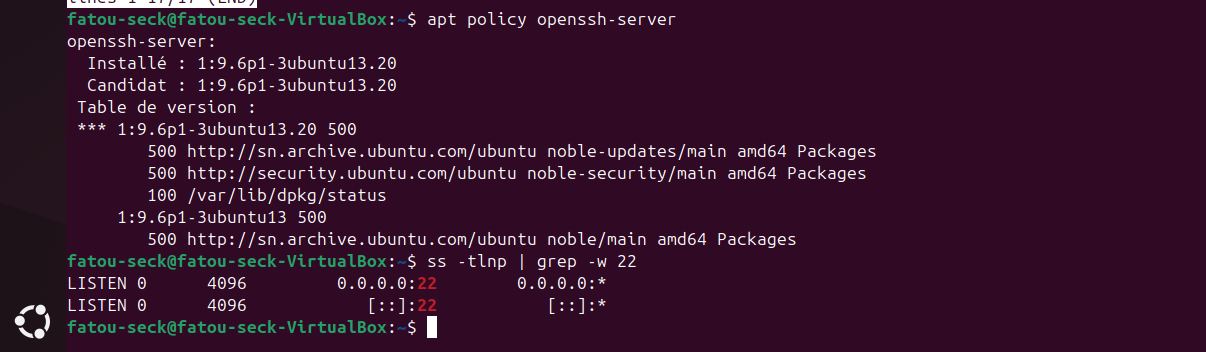 lines 1-17/17 (END)
fatou-seck@fatou-seck-VirtualBox:~$ apt policy openssh-server
openssh-server:
  Installé : 1:9.6p1-3ubuntu13.20
  Candidat : 1:9.6p1-3ubuntu13.20
 Table de version :
 *** 1:9.6p1-3ubuntu13.20 500
        500 http://sn.archive.ubuntu.com/ubuntu noble-updates/main amd64 Packages
        500 http://security.ubuntu.com/ubuntu noble-security/main amd64 Packages
        100 /var/lib/dpkg/status
     1:9.6p1-3ubuntu13 500
        500 http://sn.archive.ubuntu.com/ubuntu noble/main amd64 Packages
fatou-seck@fatou-seck-VirtualBox:~$ ss -tlnp | grep -w 22
LISTEN 0      4096         0.0.0.0:22        0.0.0.0:*
LISTEN 0      4096            [::]:22           [::]:*
fatou-seck@fatou-seck-VirtualBox:~$